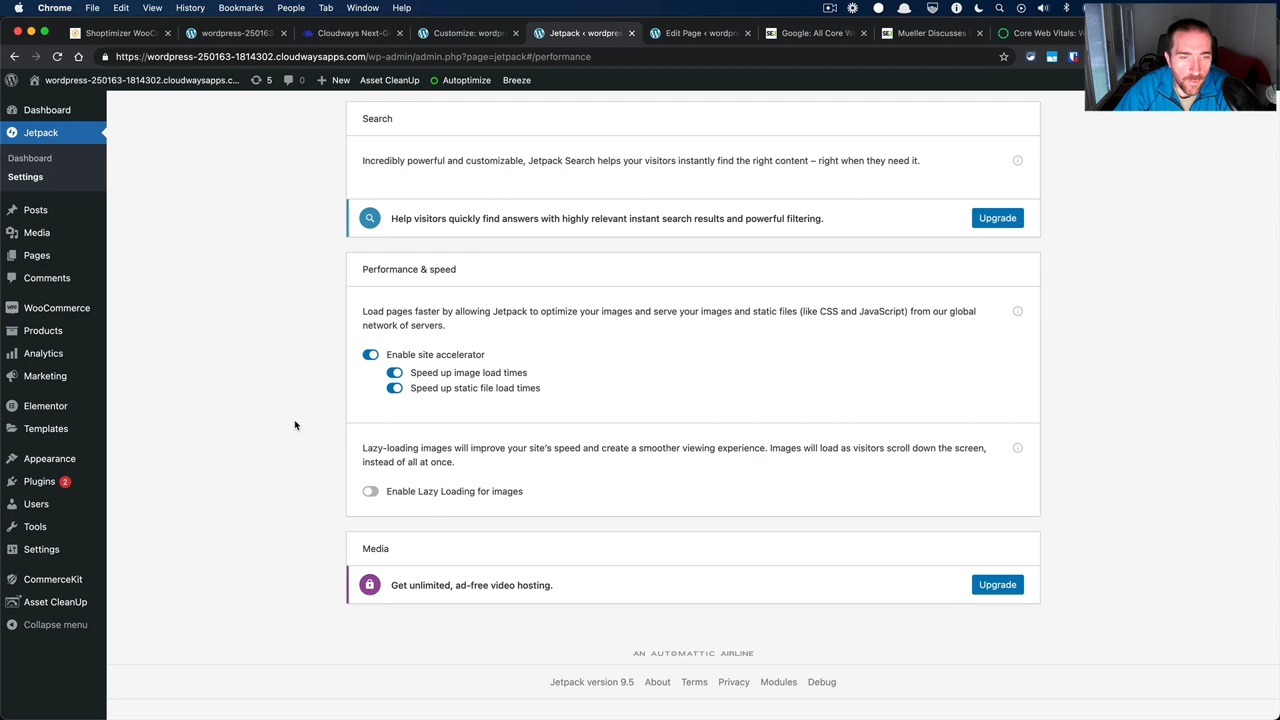 Chrome File Edit View History Bookmarks People Tab Window Help
Shoptimizer WooC
wordpress-250163
Cloudways Next-G
Customize: wordp
Jetpack ‹ wordpres
Edit Page ‹ wordpr
Google: All Core W
Mueller Discusses
Core Web Vitals:
https://wordpress-250163-1814302.cloudwaysapps.com/wp-admin/admin.php?page=jetpack#/performance
wordpress-250163-1814302.cloudwaysapps.c... 5 0 + New Asset CleanUp Autoptimize Breeze
Dashboard
Jetpack
Dashboard
Settings
Posts
Media
Pages
Comments
WooCommerce
Products
Analytics
Marketing
Elementor
Templates
Appearance
Plugins 2
Users
Tools
Settings
CommerceKit
Asset CleanUp
Collapse menu
Search
Incredibly powerful and customizable, Jetpack Search helps your visitors instantly find the right content – right when they need it.
Help visitors quickly find answers with highly relevant instant search results and powerful filtering.
Upgrade
Performance & speed
Load pages faster by allowing Jetpack to optimize your images and serve your images and static files (like CSS and JavaScript) from our global
network of servers.
Enable site accelerator
Speed up image load times
Speed up static file load times
Lazy-loading images will improve your site's speed and create a smoother viewing experience. Images will load as visitors scroll down the screen,
instead of all at once.
Enable Lazy Loading for images
Media
Get unlimited, ad-free video hosting.
Upgrade
AN AUTOMATTIC AIRLINE
Jetpack version 9.5 About Terms Privacy Modules Debug